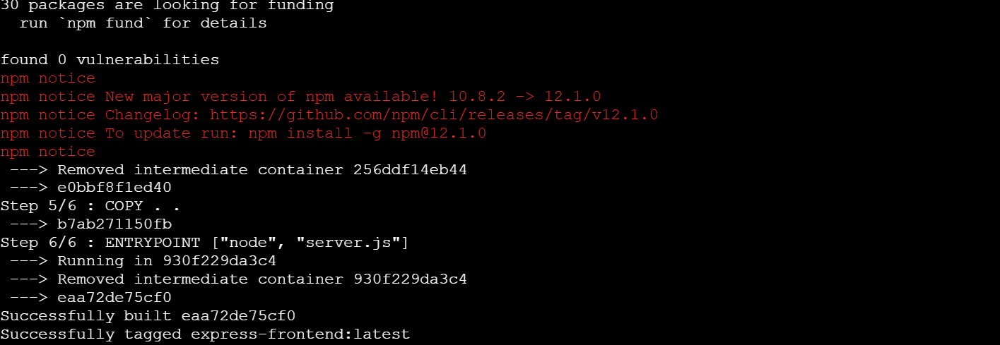 30 packages are looking for funding
  run `npm fund` for details

found 0 vulnerabilities
npm notice
npm notice New major version of npm available! 10.8.2 -> 12.1.0
npm notice Changelog: https://github.com/npm/cli/releases/tag/v12.1.0
npm notice To update run: npm install -g npm@12.1.0
npm notice
 ---> Removed intermediate container 256ddf14eb44
 ---> e0bbf8f1ed40
Step 5/6 : COPY . .
 ---> b7ab271150fb
Step 6/6 : ENTRYPOINT ["node", "server.js"]
 ---> Running in 930f229da3c4
 ---> Removed intermediate container 930f229da3c4
 ---> eaa72de75cf0
Successfully built eaa72de75cf0
Successfully tagged express-frontend:latest